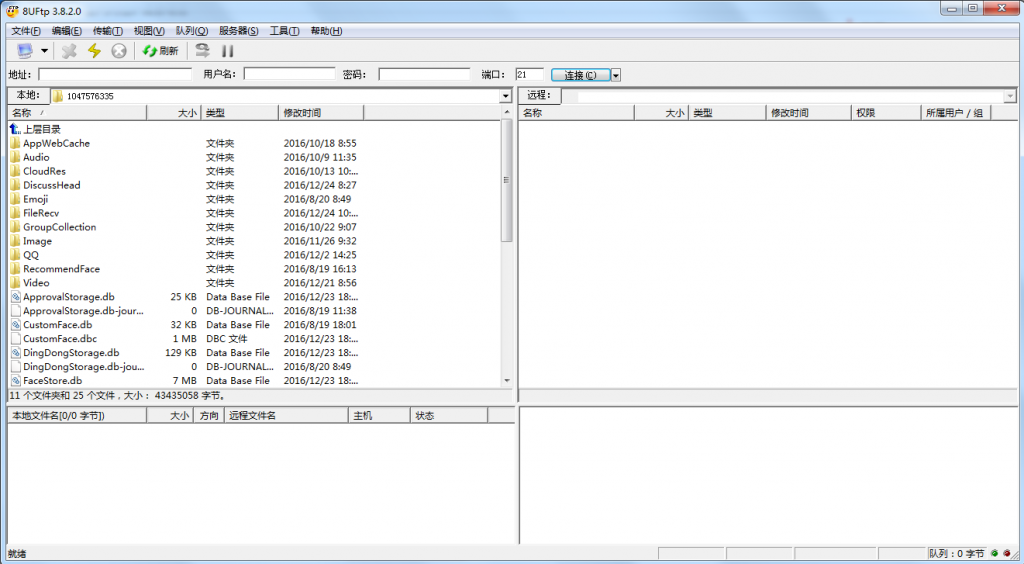 8UFtp 3.8.2.0
文件(F) 编辑(E) 传输(T) 视图(V) 队列(Q) 服务器(S) 工具(T) 帮助(H)
刷新
地址: 用户名: 密码: 端口: 21 连接(C)
本地: 1047576335 远程:
名称 / 大小 类型 修改时间 名称 大小 类型 修改时间 权限 所属用户 / 组
上层目录
AppWebCache 文件夹 2016/10/18 8:55
Audio 文件夹 2016/10/9 11:35
CloudRes 文件夹 2016/10/13 10:...
DiscussHead 文件夹 2016/12/24 8:27
Emoji 文件夹 2016/8/20 8:49
FileRecv 文件夹 2016/12/24 10:...
GroupCollection 文件夹 2016/10/22 9:07
Image 文件夹 2016/11/26 9:32
QQ 文件夹 2016/12/2 14:25
RecommendFace 文件夹 2016/8/19 16:13
Video 文件夹 2016/12/21 8:56
ApprovalStorage.db 25 KB Data Base File 2016/12/23 18:...
ApprovalStorage.db-jour... 0 DB-JOURNAL... 2016/8/19 11:38
CustomFace.db 32 KB Data Base File 2016/8/19 18:01
CustomFace.dbc 1 MB DBC 文件 2016/12/23 18:...
DingDongStorage.db 129 KB Data Base File 2016/12/23 18:...
DingDongStorage.db-jou... 0 DB-JOURNAL... 2016/8/20 8:49
FaceStore.db 7 MB Data Base File 2016/12/23 18:...
11 个文件夹和 25 个文件，大小： 43435058 字节。
本地文件名[0/0 字节]) 大小 方向 远程文件名 主机 状态
就绪 队列：0 字节